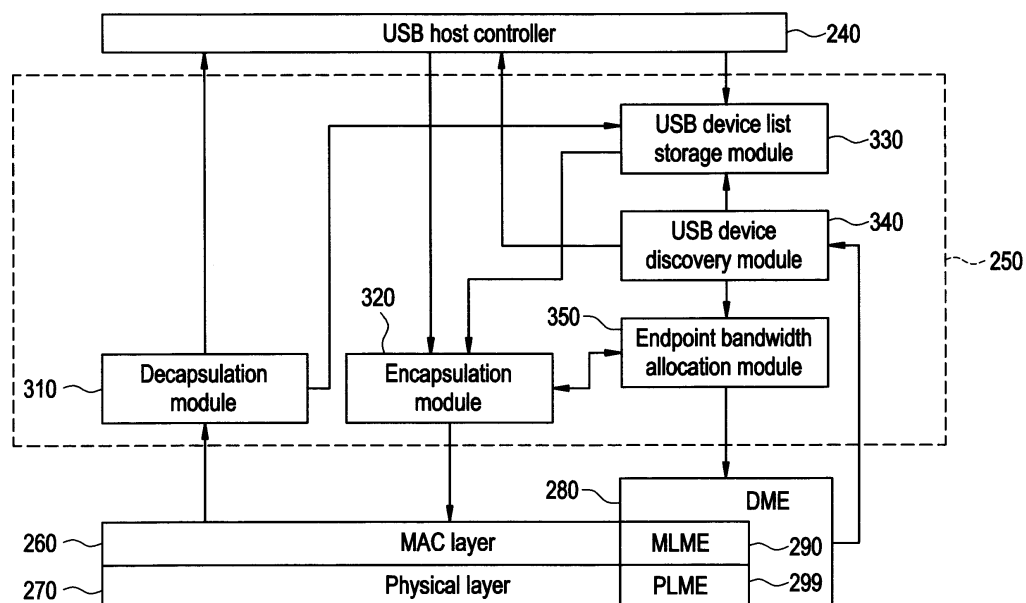 USB host controller
240
USB device list
storage module
330
USB device
discovery module
340
250
320
350
Endpoint bandwidth
allocation module
310
Decapsulation
module
Encapsulation
module
280
DME
260
MAC layer
MLME
290
270
Physical layer
PLME
299